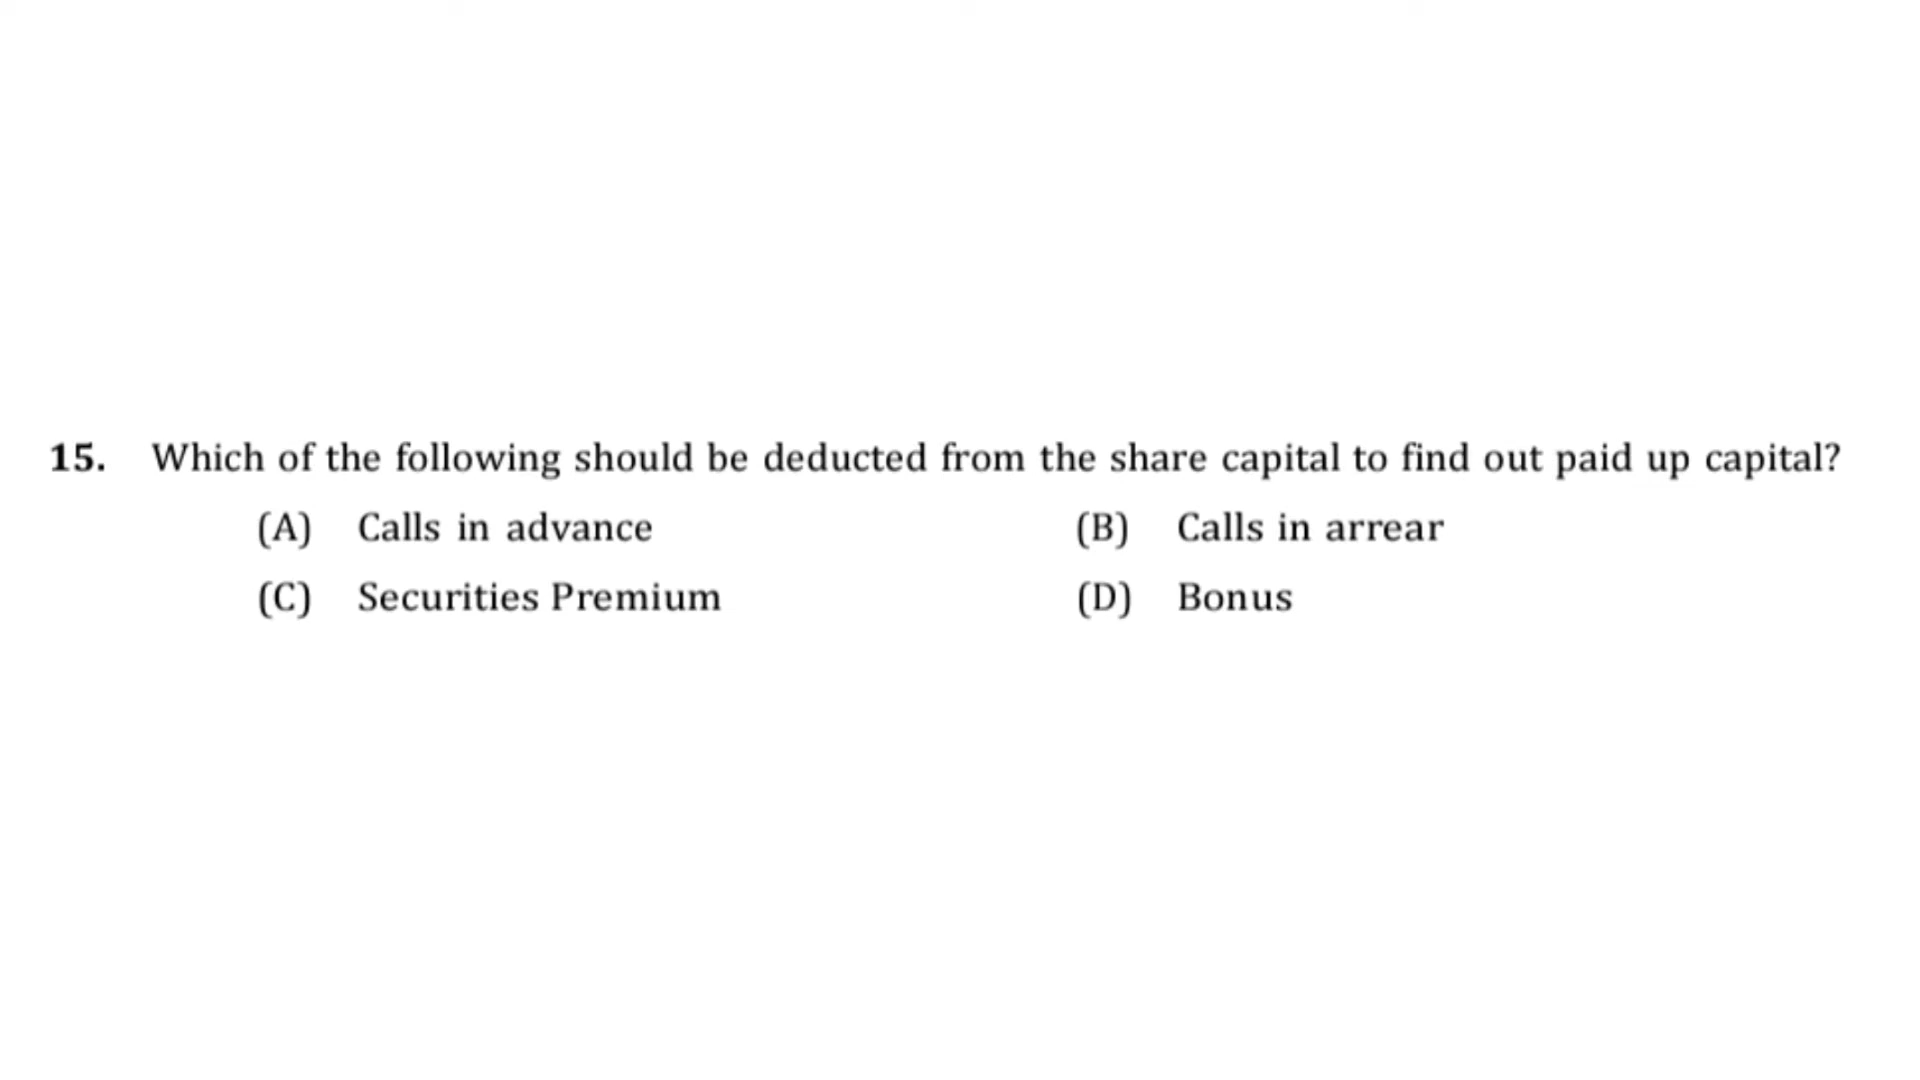 15. Which of the following should be deducted from the share capital to find out paid up capital?
(A) Calls in advance (B) Calls in arrear
(C) Securities Premium (D) Bonus